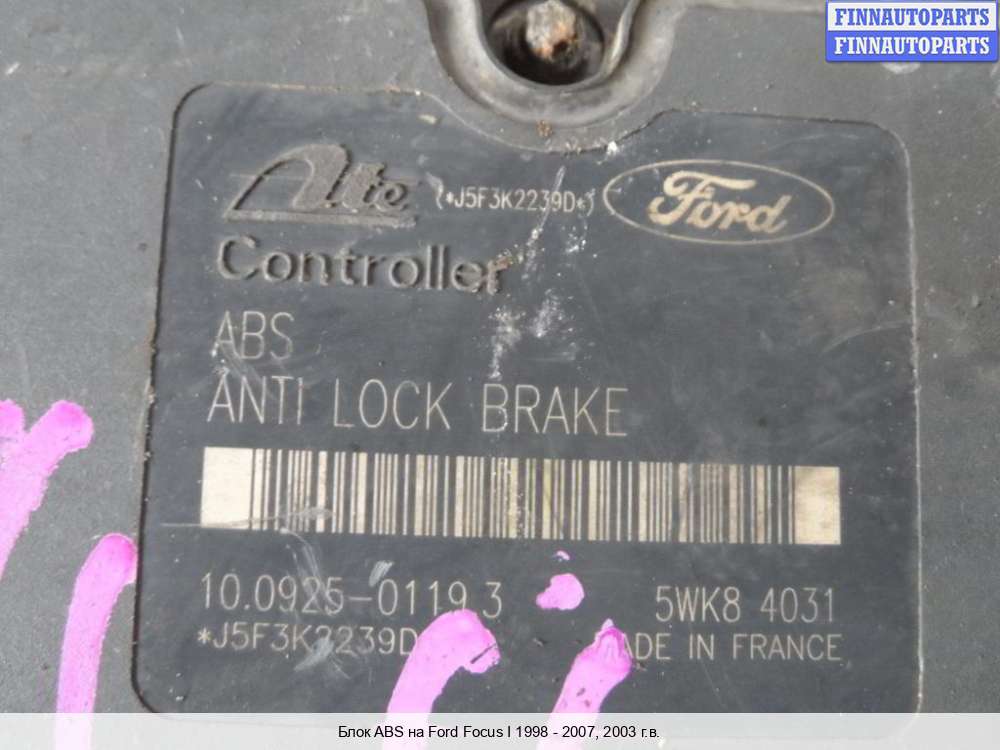 FINNAUTOPARTS
FINNAUTOPARTS
Ate (*J5F3K2239D*) Ford
Controller
ABS
ANTI LOCK BRAKE
10.0925-0119.3 5WK8 4031
*J5F3K2239D MADE IN FRANCE
Блок ABS на Ford Focus I 1998 - 2007, 2003 г.в.